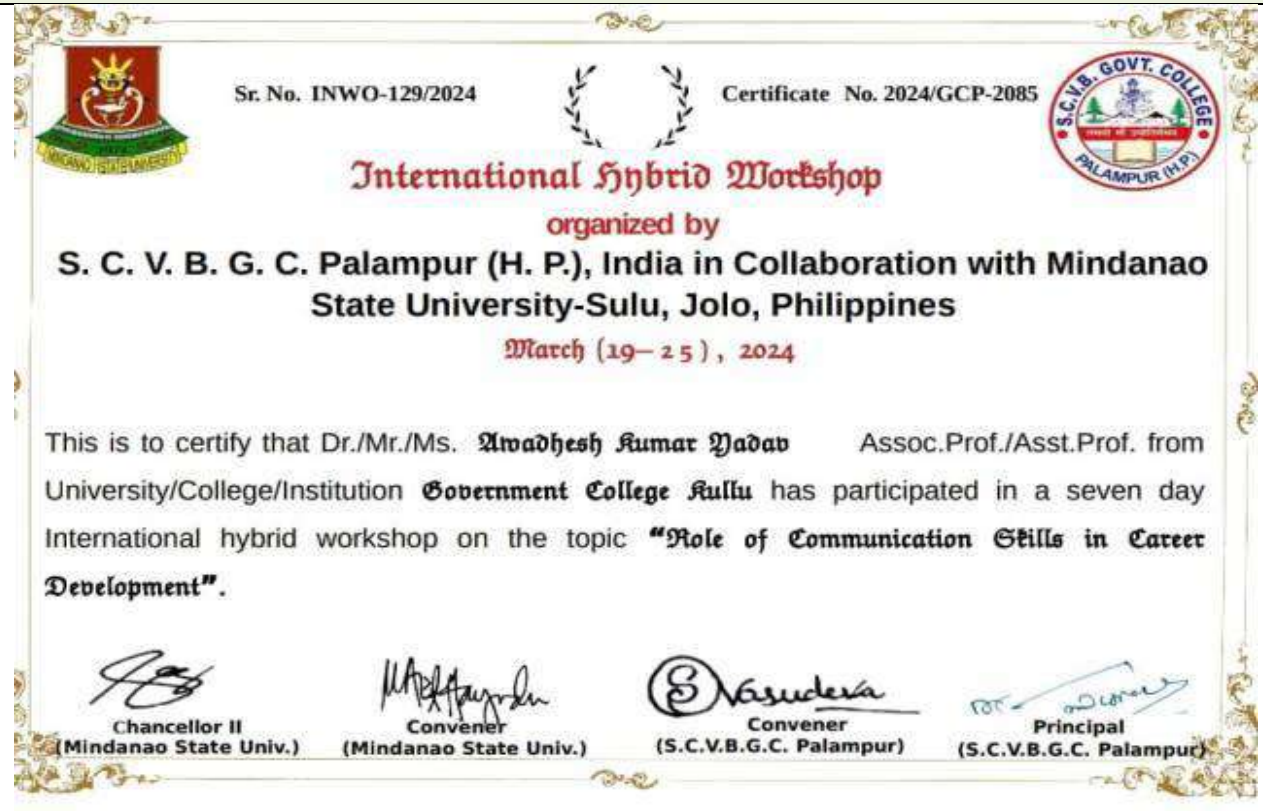 Sr. No. INWO-129/2024
Certificate No. 2024/GCP-2085
S.C.V.B. GOVT. COLLEGE
PALAMPUR (H.P.)
International Hybrid Workshop
organized by
S. C. V. B. G. C. Palampur (H. P.), India in Collaboration with Mindanao
State University-Sulu, Jolo, Philippines
March (19–25), 2024
This is to certify that Dr./Mr./Ms. Awadhesh Kumar Yadav Assoc.Prof./Asst.Prof. from
University/College/Institution Government College Kullu has participated in a seven day
International hybrid workshop on the topic "Role of Communication Skills in Career
Development".
S Vasudeva
Chancellor II
(Mindanao State Univ.)
Convener
(Mindanao State Univ.)
Convener
(S.C.V.B.G.C. Palampur)
Principal
(S.C.V.B.G.C. Palampur)